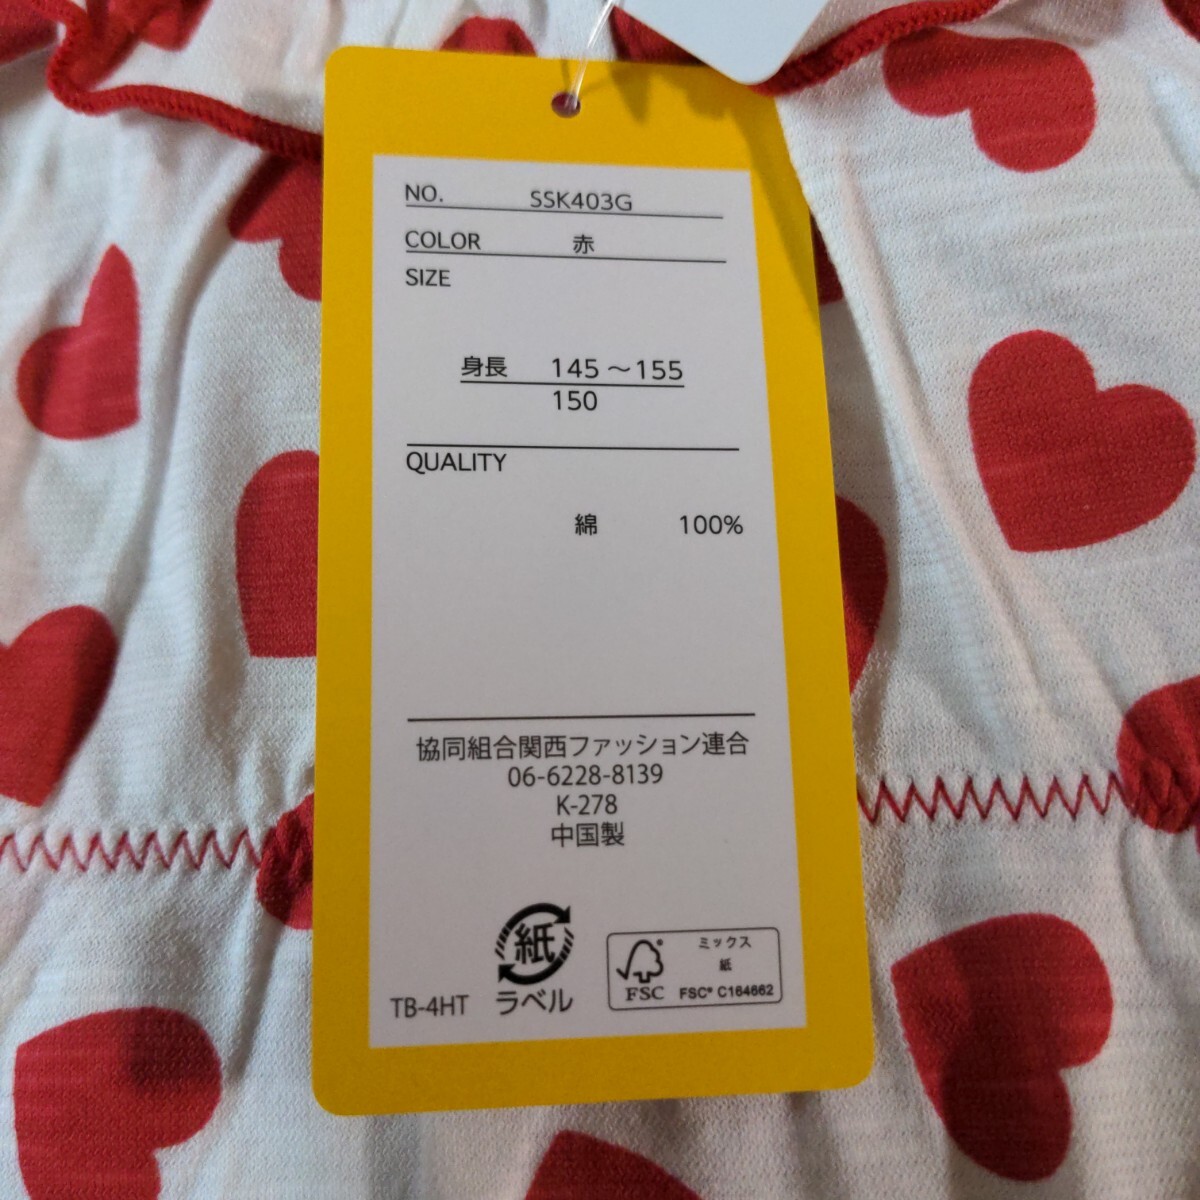 NO. SSK403G
COLOR 赤
SIZE
身長 145～155
150
QUALITY
綿 100%
協同組合関西ファッション連合
06-6228-8139
K-278
中国製
紙
TB-4HT ラベル
FSC
ミックス
紙
FSC® C164662